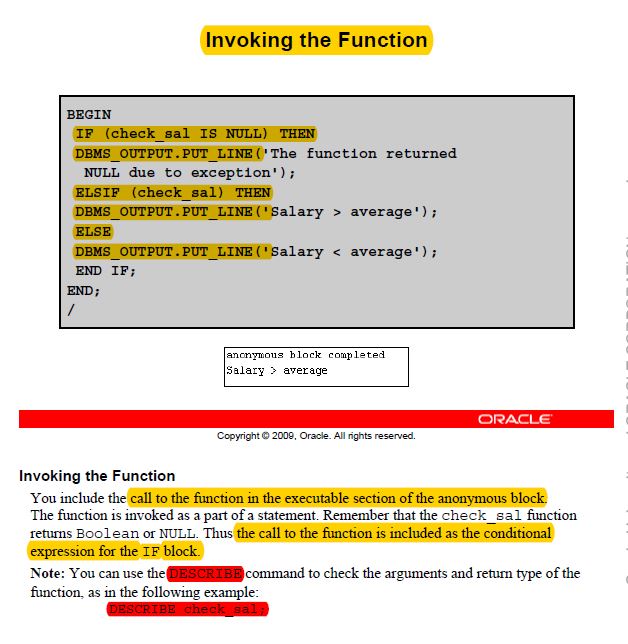 Invoking the Function
BEGIN
IF (check_sal IS NULL) THEN
DBMS_OUTPUT.PUT_LINE('The function returned
NULL due to exception');
ELSIF (check_sal) THEN
DBMS_OUTPUT.PUT_LINE('Salary > average');
ELSE
DBMS_OUTPUT.PUT_LINE('Salary < average');
END IF;
END;
/
anonymous block completed
Salary > average
ORACLE
Copyright © 2009, Oracle. All rights reserved.
Invoking the Function
You include the call to the function in the executable section of the anonymous block.
The function is invoked as a part of a statement. Remember that the check_sal function
returns Boolean or NULL. Thus the call to the function is included as the conditional
expression for the IF block.
Note: You can use the DESCRIBE command to check the arguments and return type of the
function, as in the following example:
DESCRIBE check_sal;